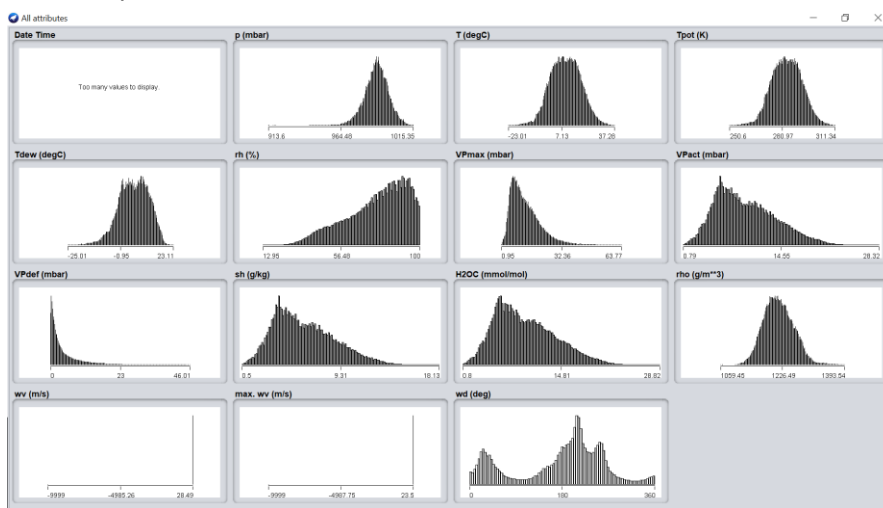 All attributes
Date Time p (mbar) T (degC) Tpot (K)
Too many values to display.
913.6 964.48 1015.35 -23.01 7.13 37.28 250.6 280.97 311.34
Tdew (degC) rh (%) VPmax (mbar) VPact (mbar)
-25.01 -0.95 23.11 12.95 56.48 100 0.95 32.36 63.77 0.79 14.55 28.32
VPdef (mbar) sh (g/kg) H2OC (mmol/mol) rho (g/m**3)
0 23 46.01 0.5 9.31 18.13 0.8 14.81 28.82 1059.45 1226.49 1393.54
wv (m/s) max. wv (m/s) wd (deg)
-9999 -4985.26 28.49 -9999 -4987.75 23.5 0 180 360